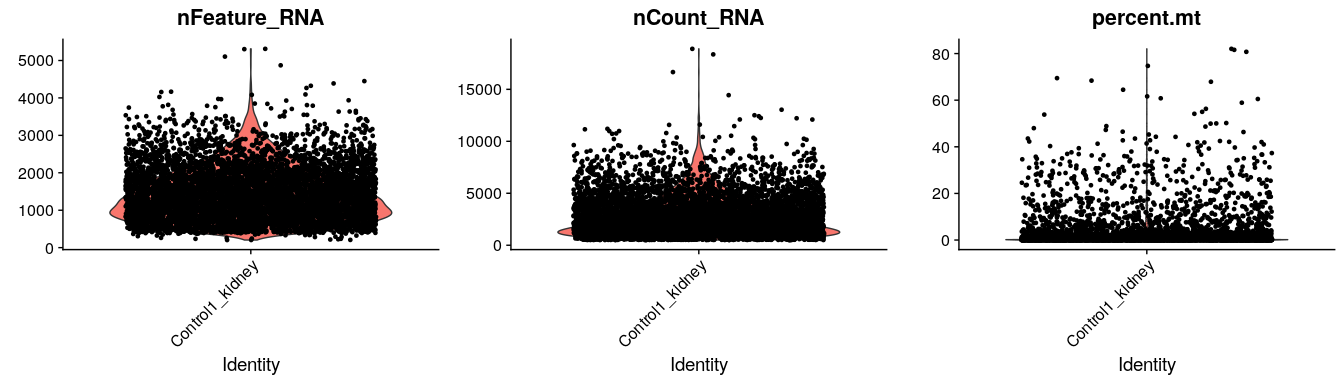 nFeature_RNA
5000
4000
3000
2000
1000
0
Control1_kidney
Identity
nCount_RNA
15000
10000
5000
0
Control1_kidney
Identity
percent.mt
80
60
40
20
0
Control1_kidney
Identity